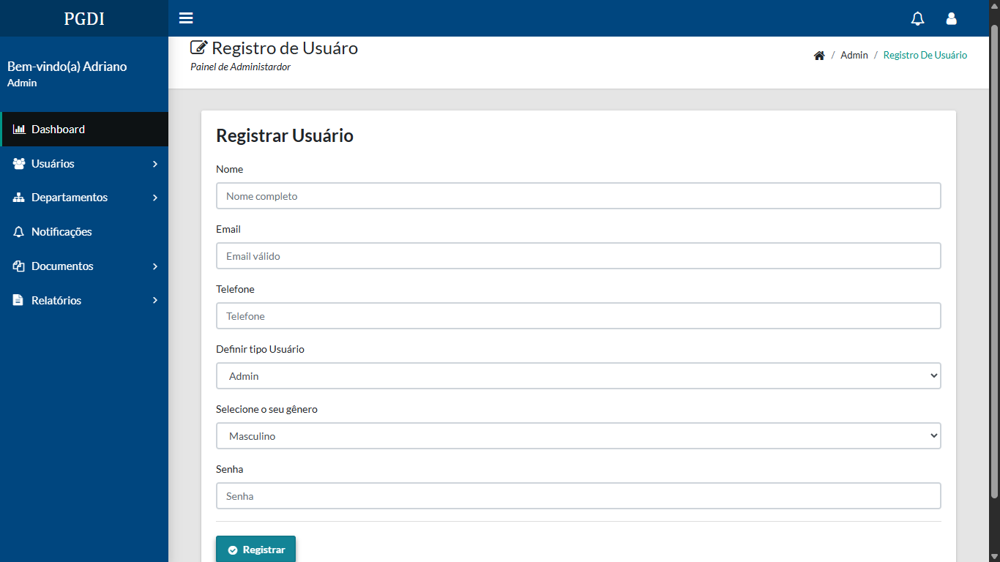 PGDI
Bem-vindo(a) Adriano
Admin
Dashboard
Usuários
Departamentos
Notificações
Documentos
Relatórios
Registro de Usuáro
Painel de Administardor
/ Admin / Registro De Usuário
Registrar Usuário
Nome
Nome completo
Email
Email válido
Telefone
Telefone
Definir tipo Usuário
Admin
Selecione o seu gênero
Masculino
Senha
Senha
Registrar